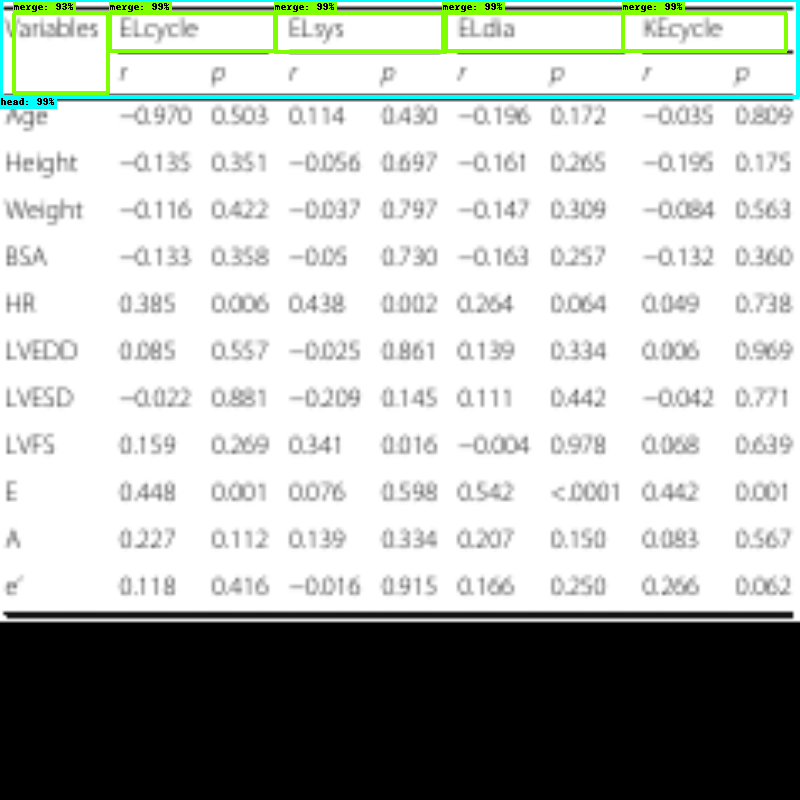 merge: 93% merge: 99% merge: 99% merge: 99% merge: 99%
Variables ELcycle ELsys ELdia KEcycle
r p r p r p r p
head: 99%
Age −0.970 0.503 0.114 0.430 −0.196 0.172 −0.035 0.809
Height −0.135 0.351 −0.056 0.697 −0.161 0.265 −0.195 0.175
Weight −0.116 0.422 −0.037 0.797 −0.147 0.309 −0.084 0.563
BSA −0.133 0.358 −0.05 0.730 −0.163 0.257 −0.132 0.360
HR 0.385 0.006 0.438 0.002 0.264 0.064 0.049 0.738
LVEDD 0.085 0.557 −0.025 0.861 0.139 0.334 0.006 0.969
LVESD −0.022 0.881 −0.209 0.145 0.111 0.442 −0.042 0.771
LVFS 0.159 0.269 0.341 0.016 −0.004 0.978 0.068 0.639
E 0.448 0.001 0.076 0.598 0.542 <.0001 0.442 0.001
A 0.227 0.112 0.139 0.334 0.207 0.150 0.083 0.567
e′ 0.118 0.416 −0.016 0.915 0.166 0.250 0.266 0.062